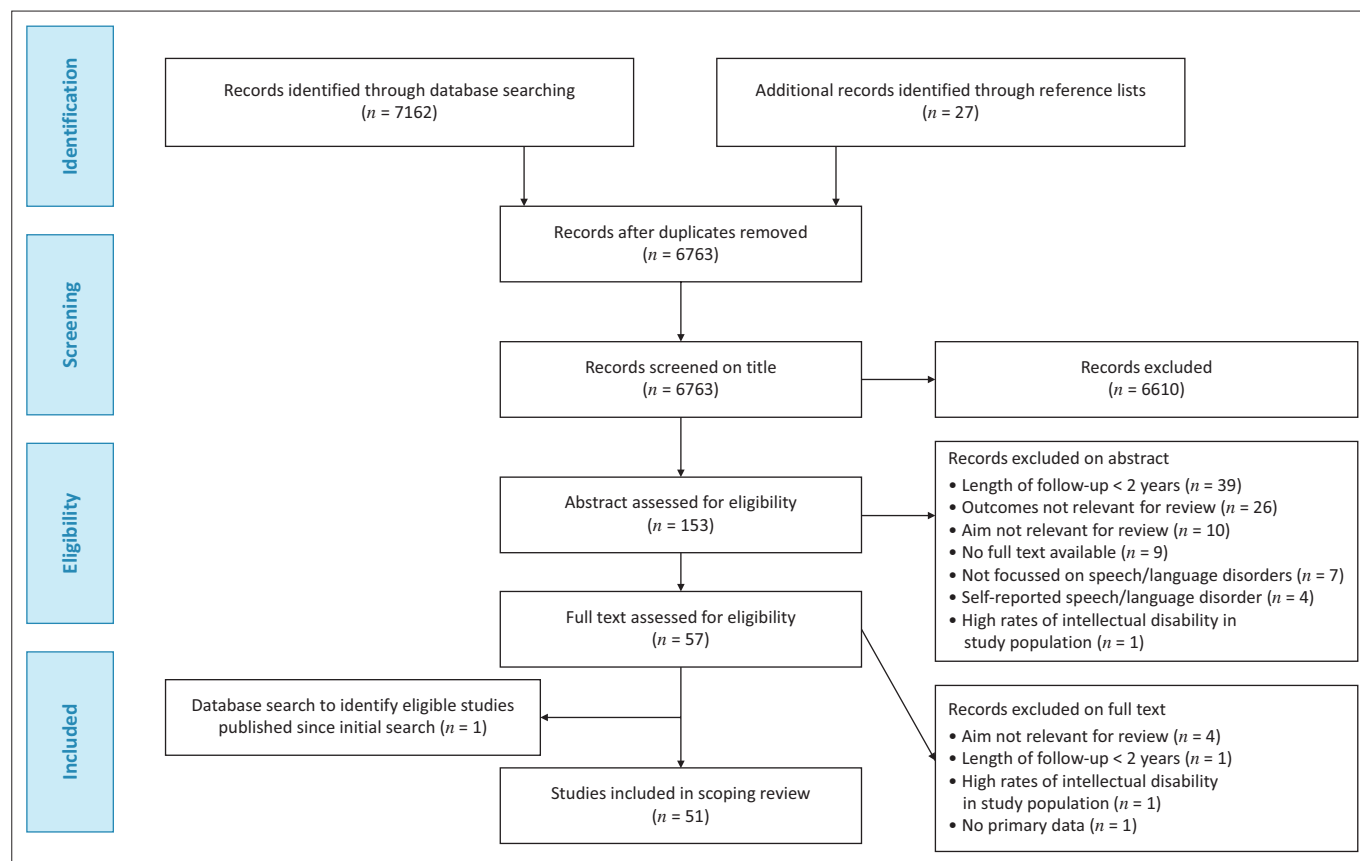 Identification
Records identified through database searching
(n = 7162)
Additional records identified through reference lists
(n = 27)
Screening
Records after duplicates removed
(n = 6763)
Records screened on title
(n = 6763)
Records excluded
(n = 6610)
Eligibility
Abstract assessed for eligibility
(n = 153)
Records excluded on abstract
• Length of follow-up < 2 years (n = 39)
• Outcomes not relevant for review (n = 26)
• Aim not relevant for review (n = 10)
• No full text available (n = 9)
• Not focussed on speech/language disorders (n = 7)
• Self-reported speech/language disorder (n = 4)
• High rates of intellectual disability in
study population (n = 1)
Full text assessed for eligibility
(n = 57)
Included
Database search to identify eligible studies
published since initial search (n = 1)
Records excluded on full text
• Aim not relevant for review (n = 4)
• Length of follow-up < 2 years (n = 1)
• High rates of intellectual disability
in study population (n = 1)
• No primary data (n = 1)
Studies included in scoping review
(n = 51)